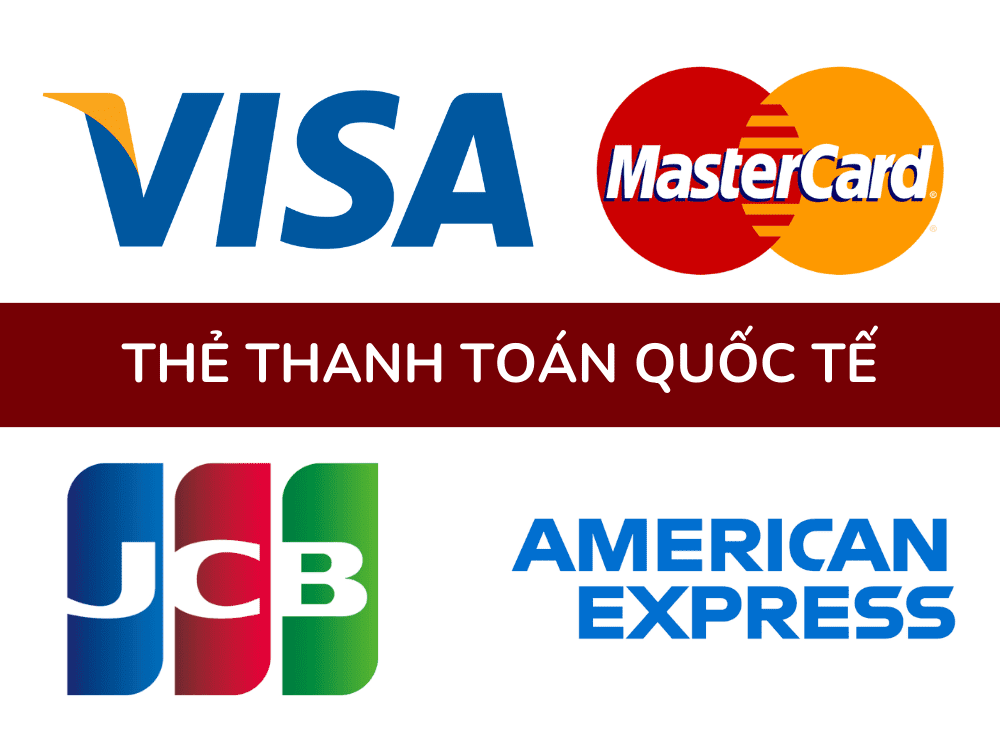 VISA
MasterCard
THẺ THANH TOÁN QUỐC TẾ
JCB
AMERICAN
EXPRESS